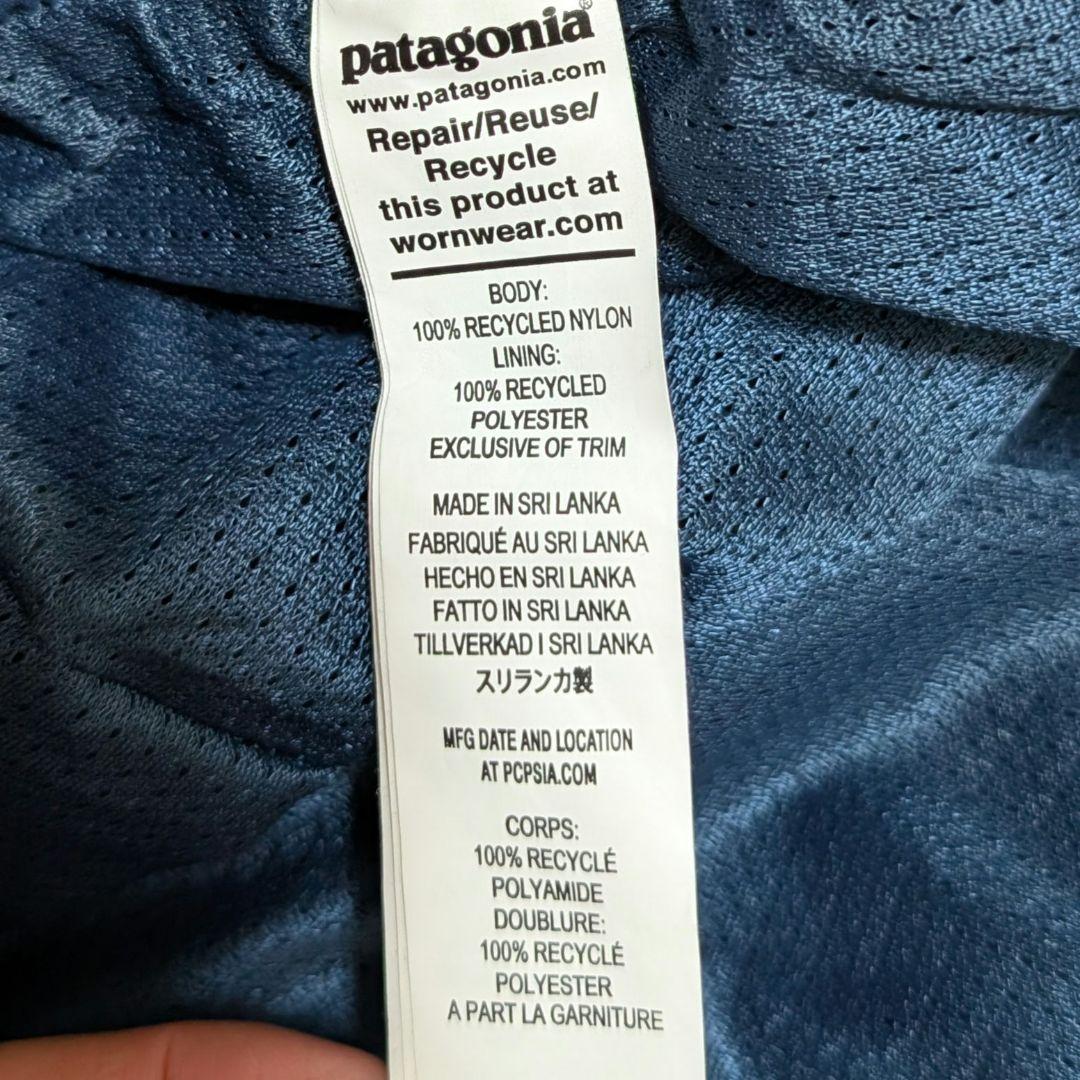 patagonia®
www.patagonia.com
Repair/Reuse/
Recycle
this product at
wornwear.com
BODY:
100% RECYCLED NYLON
LINING:
100% RECYCLED
POLYESTER
EXCLUSIVE OF TRIM
MADE IN SRI LANKA
FABRIQUÉ AU SRI LANKA
HECHO EN SRI LANKA
FATTO IN SRI LANKA
TILLVERKAD I SRI LANKA
スリランカ製
MFG DATE AND LOCATION
AT PCPSIA.COM
CORPS:
100% RECYCLÉ
POLYAMIDE
DOUBLURE:
100% RECYCLÉ
POLYESTER
A PART LA GARNITURE